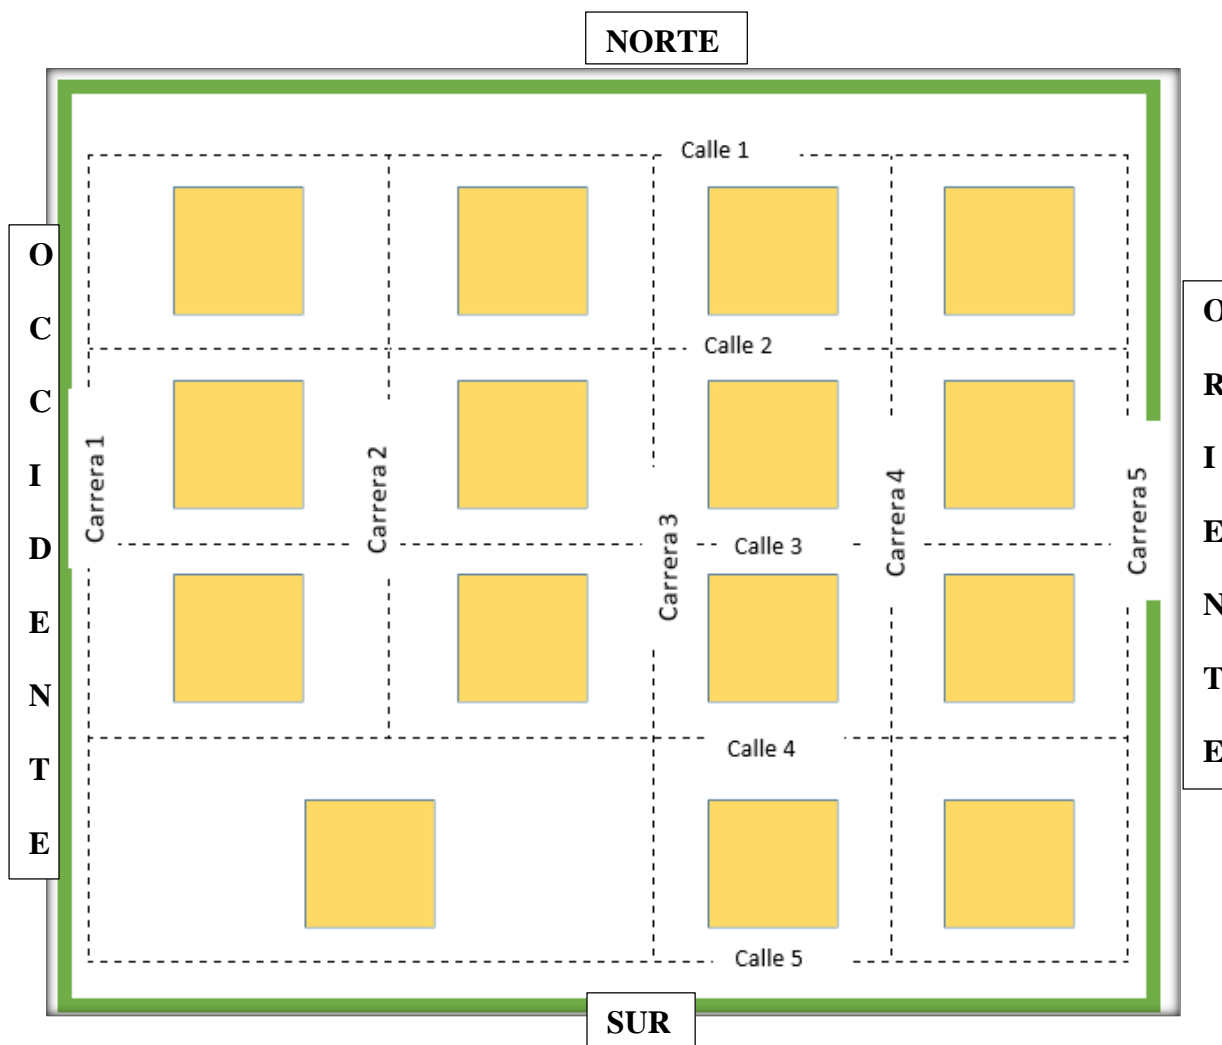 NORTE
Calle 1
OCCIDENTE
ORIENTE
Calle 2
Carrera 1
Carrera 2
Carrera 3
Carrera 4
Carrera 5
Calle 3
Calle 4
Calle 5
SUR